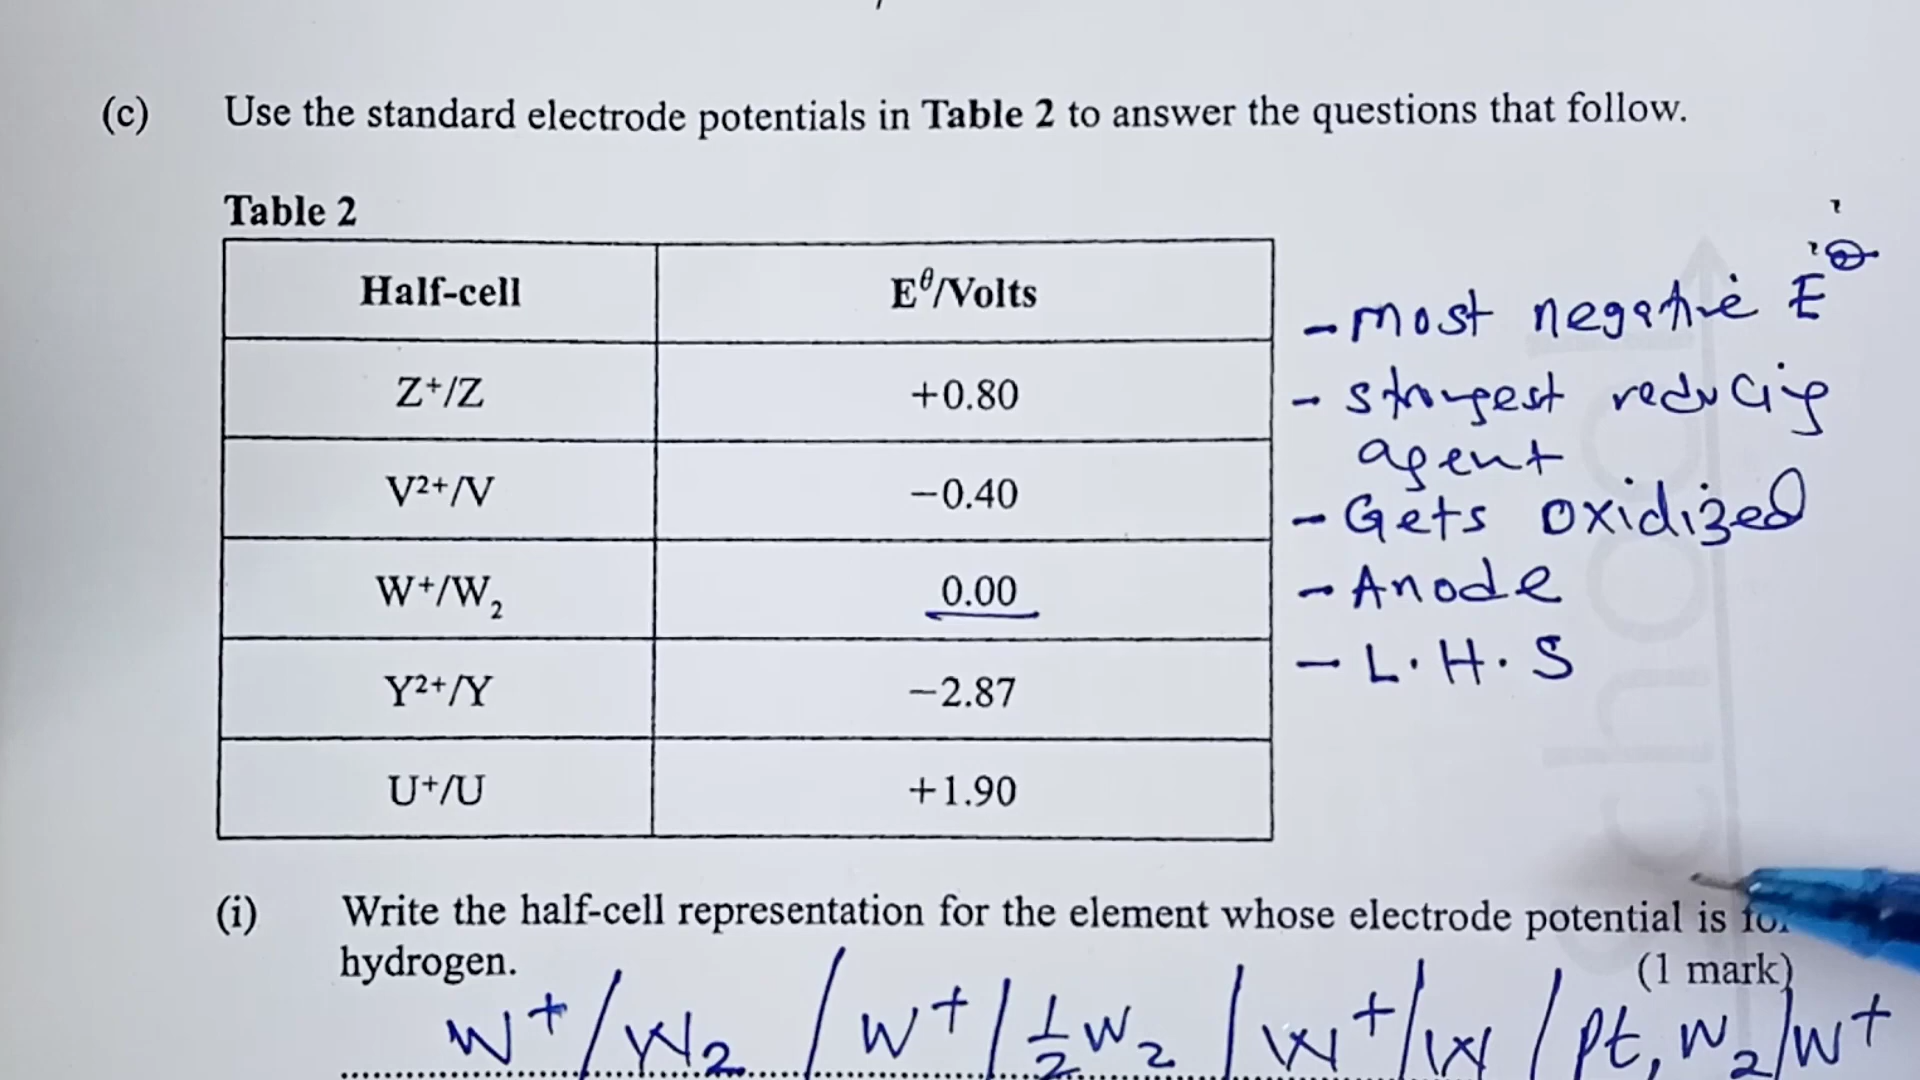 (c) Use the standard electrode potentials in Table 2 to answer the questions that follow.
Table 2
Half-cell E^θ/Volts
Z⁺/Z +0.80
V²⁺/V −0.40
W⁺/W₂ 0.00
Y²⁺/Y −2.87
U⁺/U +1.90
- most negative E^⊖
- strongest reducing
agent
- Gets oxidized
- Anode
- L.H.S
(i) Write the half-cell representation for the element whose electrode potential is
hydrogen. (1 mark)
W⁺/W₂ / W⁺/½W₂ / W⁺/W / Pt, W₂/W⁺